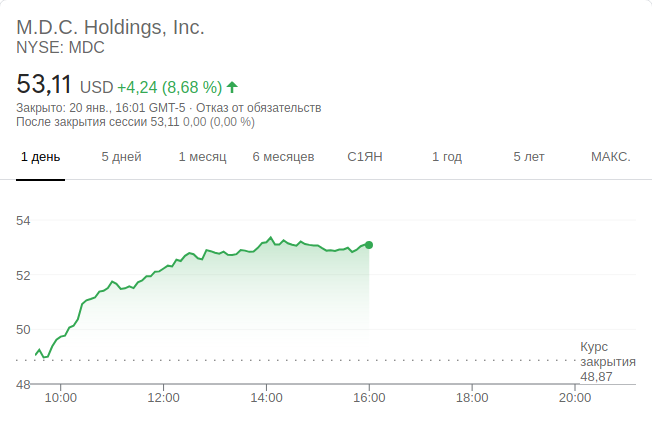 M.D.C. Holdings, Inc.
NYSE: MDC
53,11 USD +4,24 (8,68 %)
Закрыто: 20 янв., 16:01 GMT-5 · Отказ от обязательств
После закрытия сессии 53,11 0,00 (0,00 %)
1 день 5 дней 1 месяц 6 месяцев С1ЯН 1 год 5 лет МАКС.
54
52
50
Курс
закрытия
48,87
48
10:00 12:00 14:00 16:00 18:00 20:00